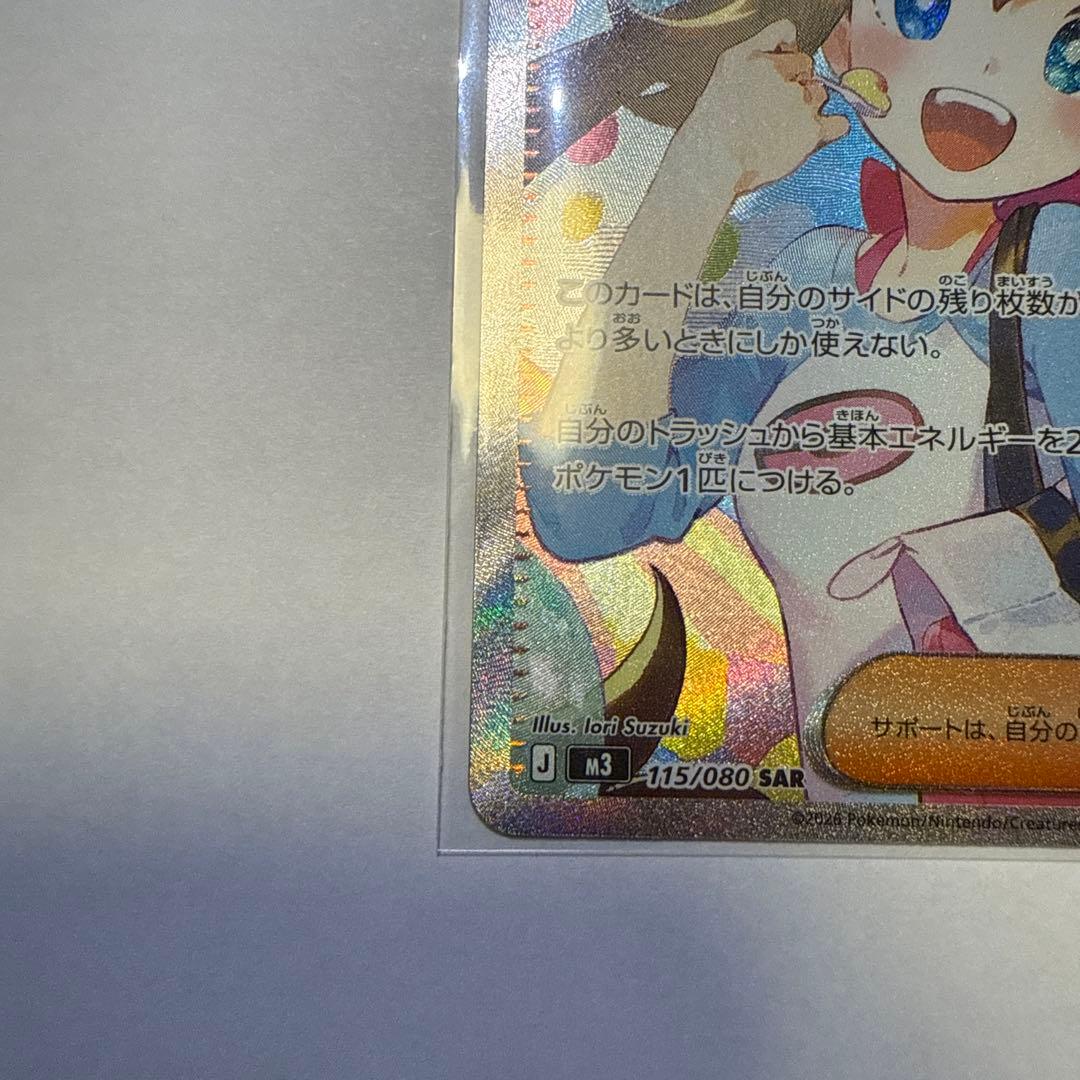 このカードは、自分のサイドの残り枚数が
より多いときにしか使えない。
自分のトラッシュから基本エネルギーを2
ポケモン1匹につける。
Illus. Iori Suzuki
サポートは、自分の
J M3 115/080 SAR
©2026 Pokémon/Nintendo/Creature